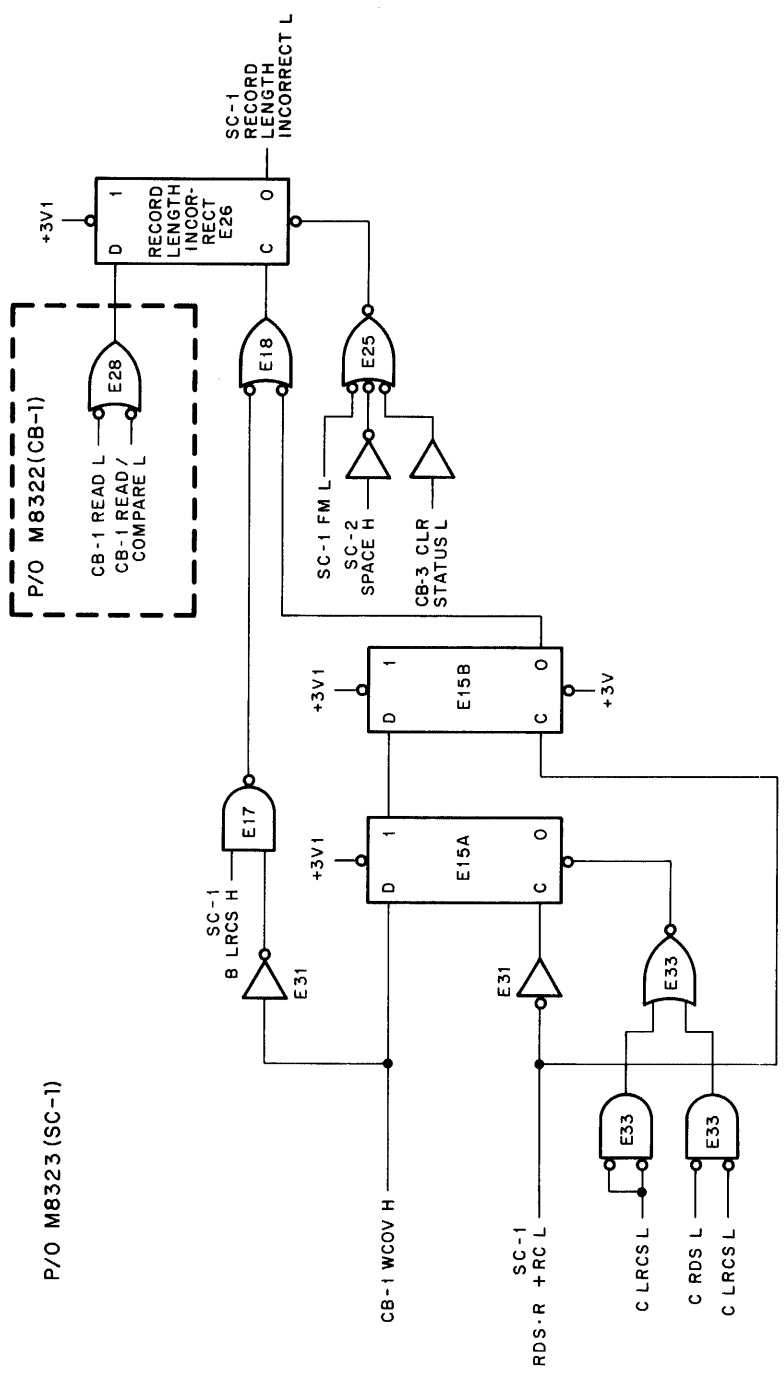 P/O M8323 (SC-1)
P/O M8322(CB-1)
CB-1 READ L
CB-1 READ/
COMPARE L
E28
+3V1
D
1
RECORD
LENGTH
INCOR-
RECT
E26
C
0
SC-1
RECORD
LENGTH
INCORRECT L
SC-1
B LRCS H
E17
E31
E18
SC-1 FM L
SC-2
SPACE H
CB-3 CLR
STATUS L
E25
CB-1 WCOV H
+3V1
D
1
E15A
C
0
+3V1
D
1
E15B
C
0
+3V
SC-1
RDS·R +RC L
E31
C LRCS L
E33
C RDS L
C LRCS L
E33
E33